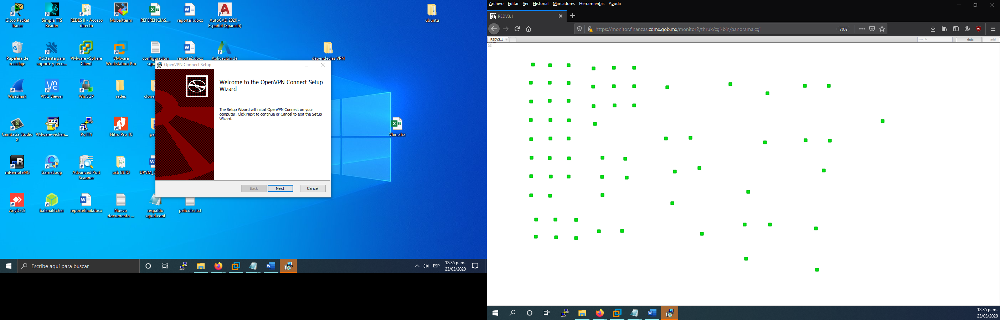 Cisco Packet
Tracer
Simple TTS
Reader
REDES II - Acceso
directo
MobaXterm
REFERENCIAS....
reporte1.docx
AutoCAD 2020 -
Español (Spanish)
ubuntu
Papelera de
reciclaje
Asistente para
soporte y recu...
VMware vSphere
Client
VMware
Workstation Pro
configuracion
squi
reporte2.docx
Aplicación de
dependecias VPN
OpenVPN Connect Setup
Welcome to the OpenVPN Connect Setup
Wizard
The Setup Wizard will install OpenVPN Connect on your
computer. Click Next to continue or Cancel to exit the Setup
Wizard.
Back
Next
Cancel
Wireshark
VNC Viewer
WinSCP
redes
clone
Vlan.xlsx
Camtasia Studio
8
VMware-viclien...
PuTTY
Nitro Pro 10
pe
mRemoteNG
GameLoop
Advanced Port
Scanner
usb BETO
UPVM_D
AnyDesk
balenaEtcher
reportefinal.docx
Nuevo
documento ...
respaldo
squid.conf
peliculas.txt
Escribe aquí para buscar
ESP
12:35 p. m.
23/03/2020
Archivo Editar Ver Historial Marcadores Herramientas Ayuda
REDV3.1
https://monitor.finanzas.cdmx.gob.mx/monitor2/thruk/cgi-bin/panorama.cgi
70%
REDV3.1
search
dgtc
add
12:35 p. m.
23/03/2020